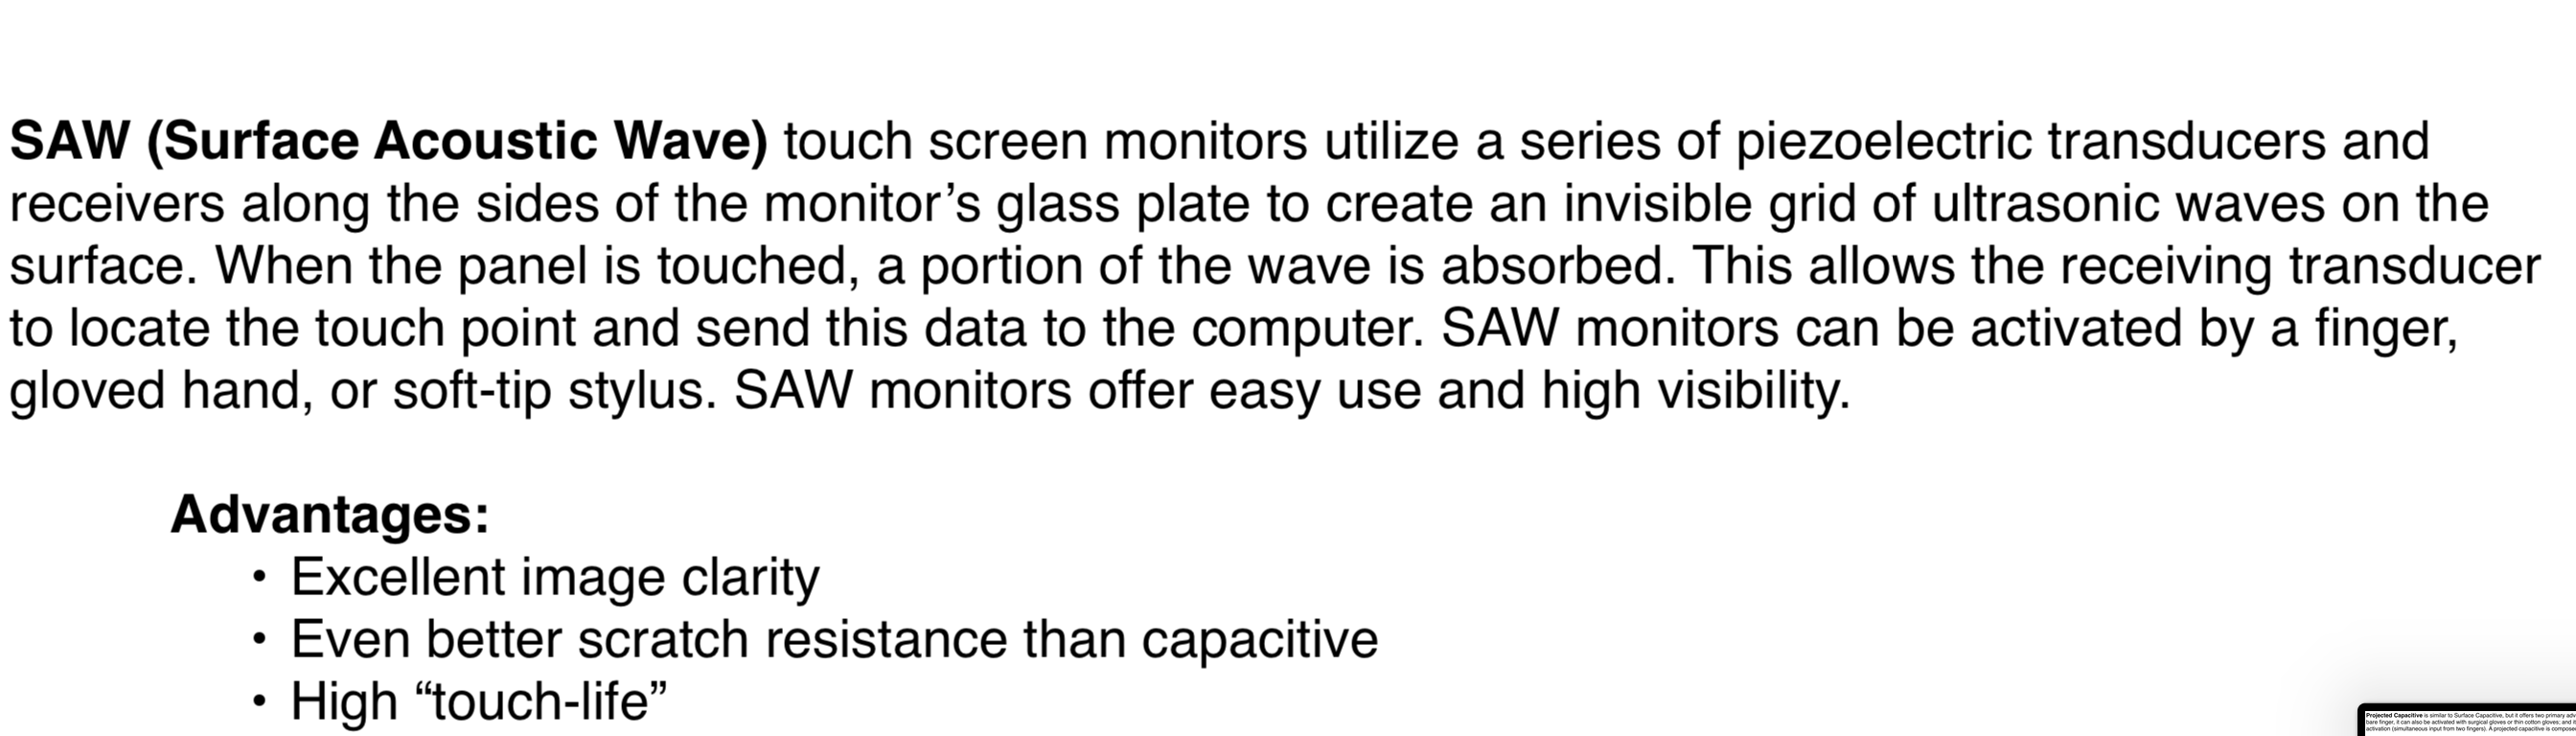 SAW (Surface Acoustic Wave) touch screen monitors utilize a series of piezoelectric transducers and
receivers along the sides of the monitor’s glass plate to create an invisible grid of ultrasonic waves on the
surface. When the panel is touched, a portion of the wave is absorbed. This allows the receiving transducer
to locate the touch point and send this data to the computer. SAW monitors can be activated by a finger,
gloved hand, or soft-tip stylus. SAW monitors offer easy use and high visibility.
Advantages:
• Excellent image clarity
• Even better scratch resistance than capacitive
• High “touch-life”
Projected Capacitive is similar to Surface Capacitive, but it offers two primary
bare finger, it can also be activated with surgical gloves or thin cotton gloves; and
activation (simultaneous input from two fingers). A projected capacitive is